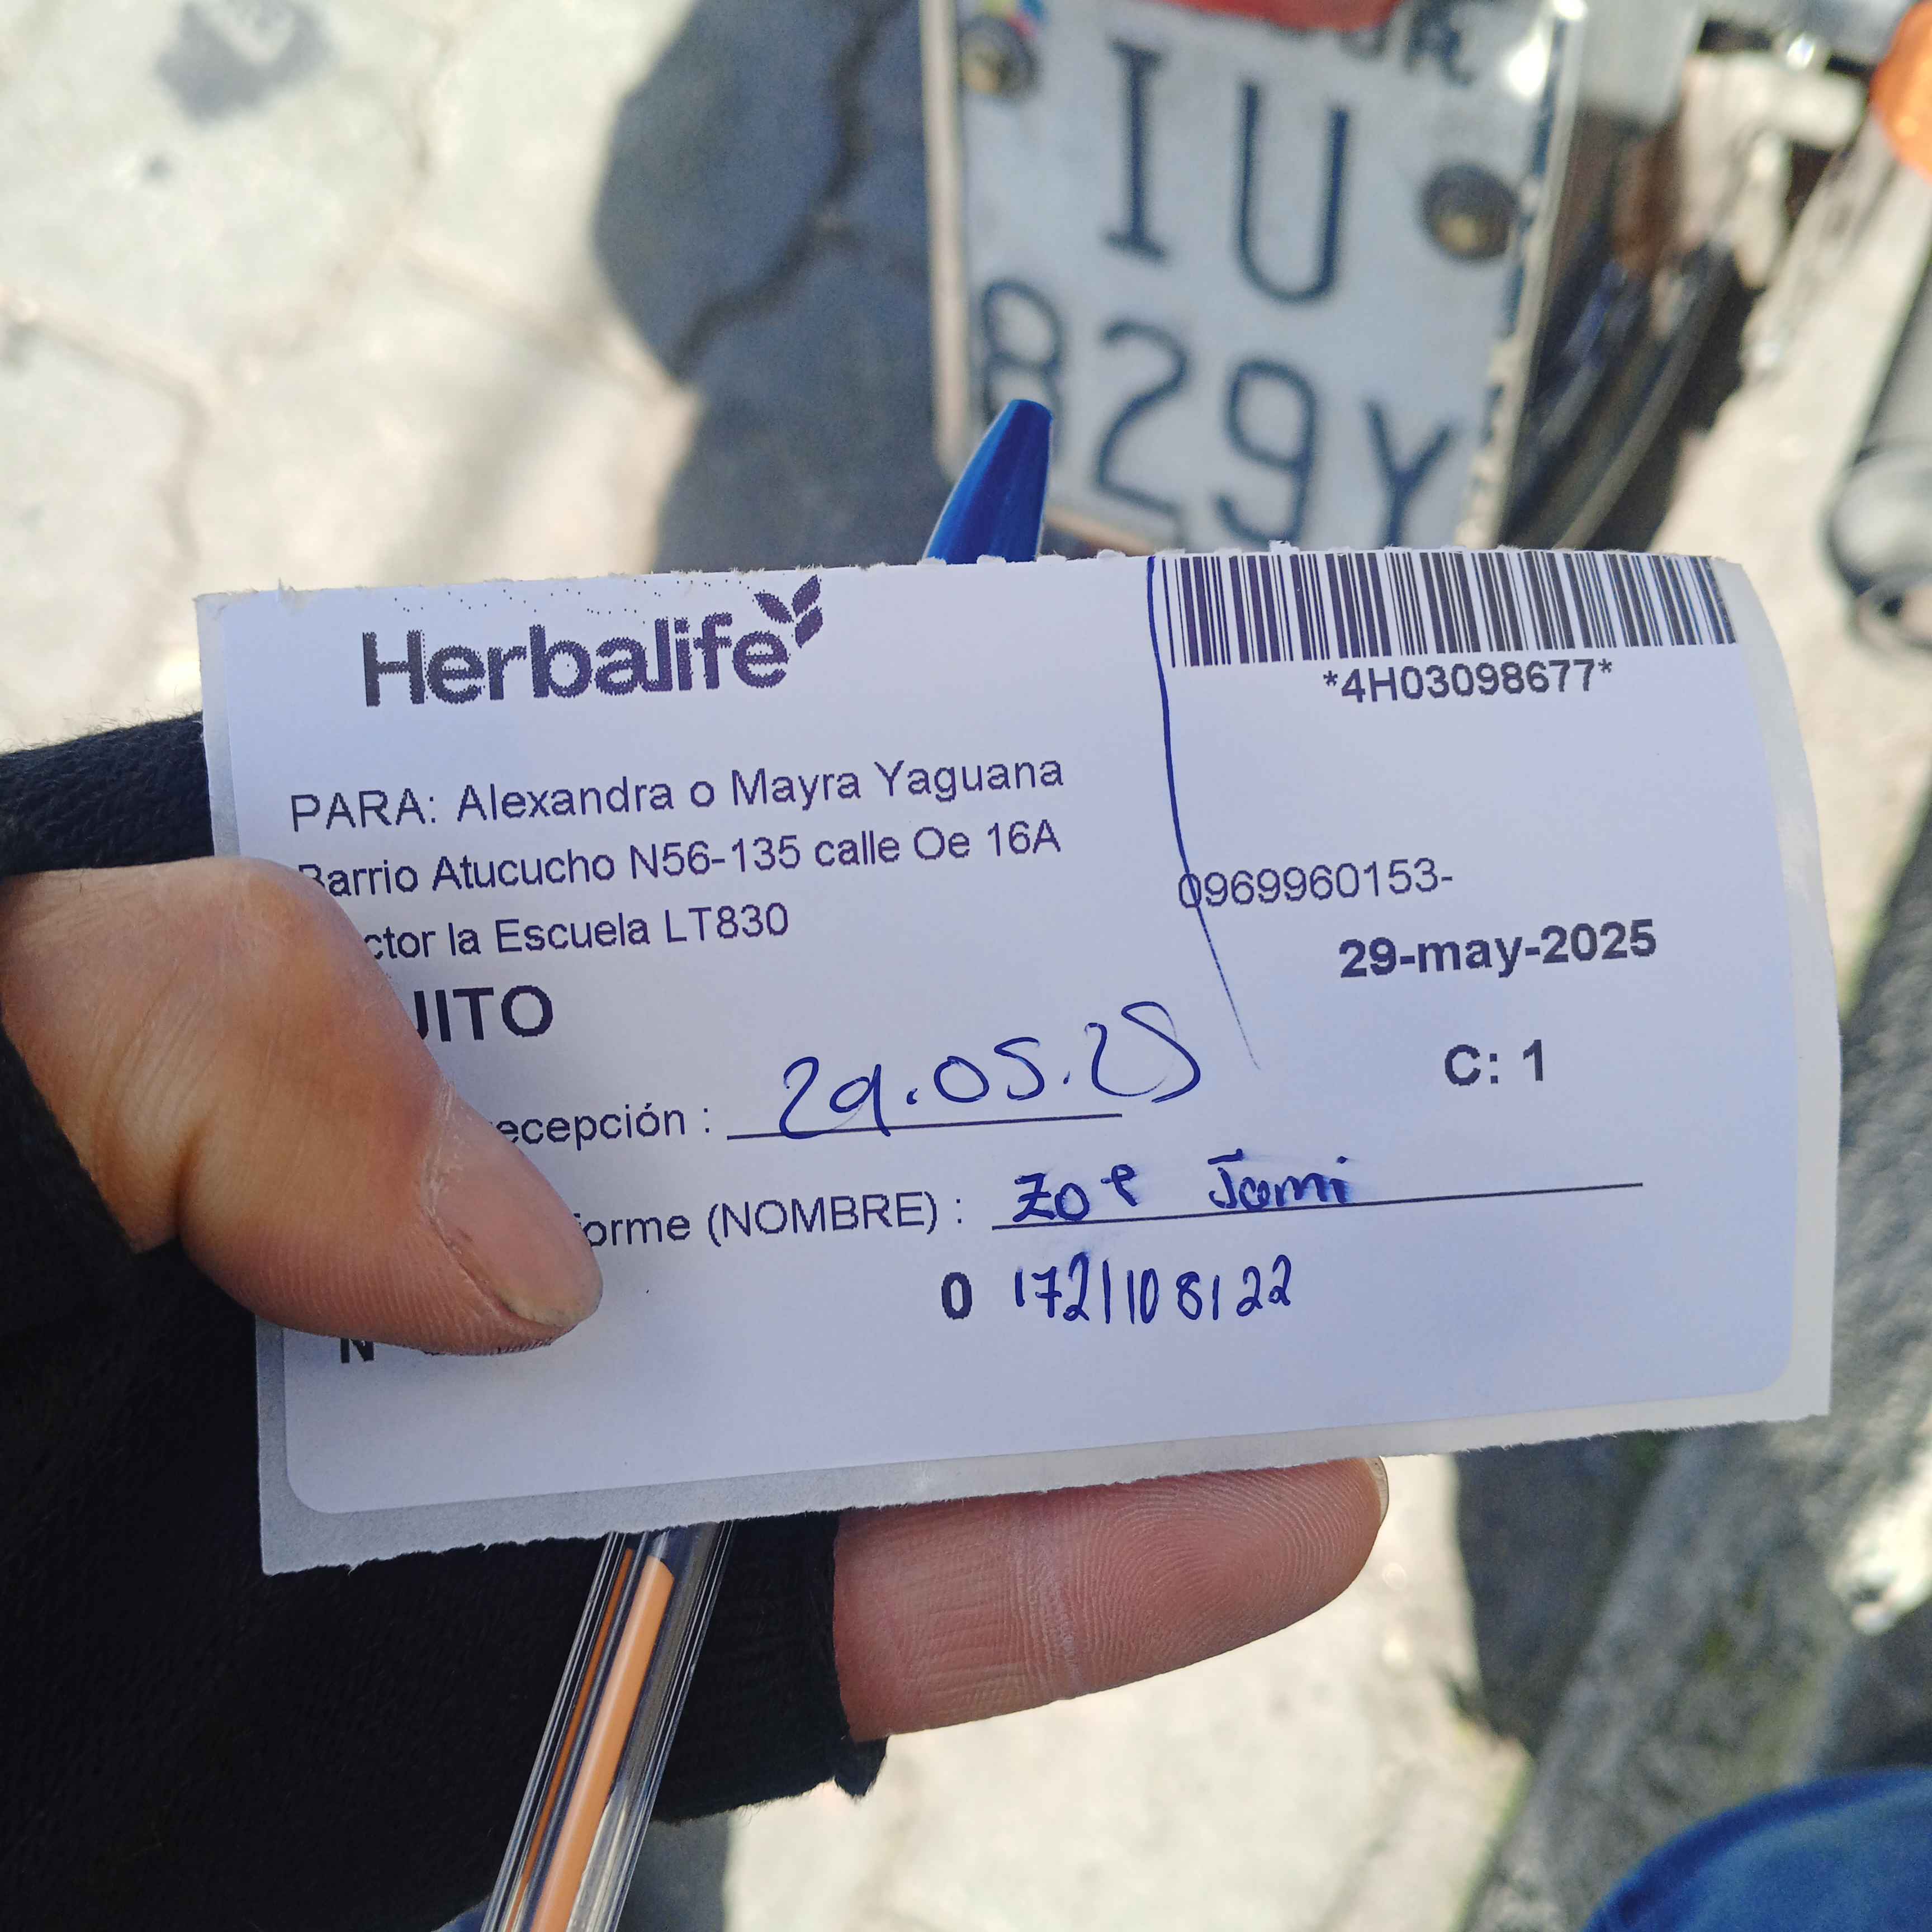 IU
829Y
Herbalife
*4H03098677*
PARA: Alexandra o Mayra Yaguana
Barrio Atucucho N56-135 calle Oe 16A
0969960153-
ctor la Escuela LT830
29-may-2025
UITO
C: 1
ecepción : 29.05.25
forme (NOMBRE) : Zoe Jami
0 1721108122
N